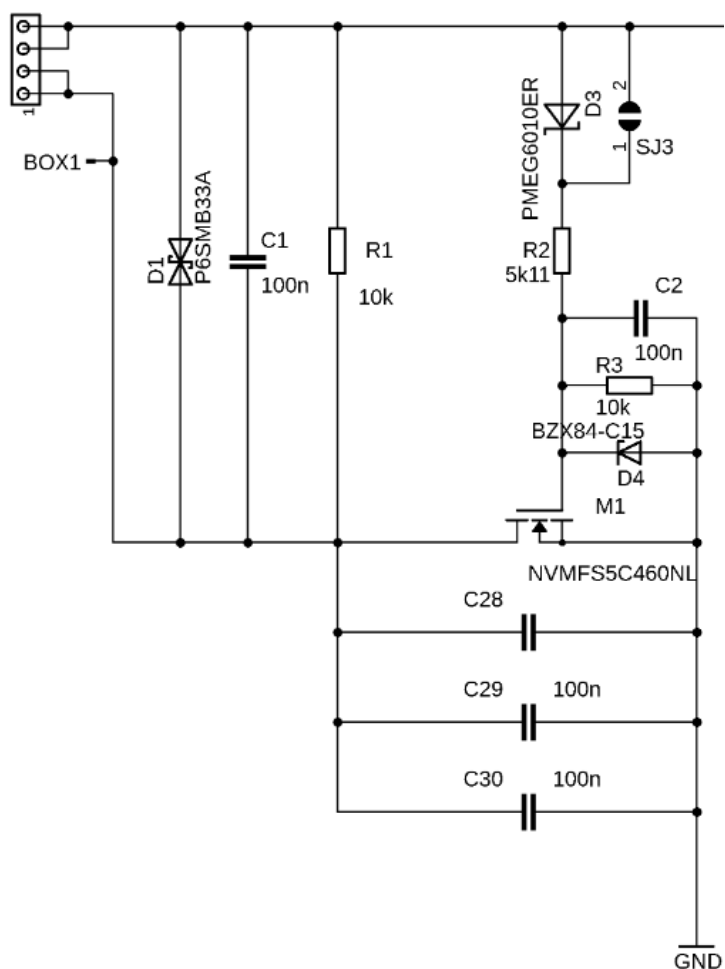 1
BOX1
D1
P6SMB33A
C1
100n
R1
10k
PMEG6010ER
D3
2
1
SJ3
R2
5k11
C2
100n
R3
10k
BZX84-C15
D4
M1
NVMFS5C460NL
C28
C29
100n
C30
100n
GND